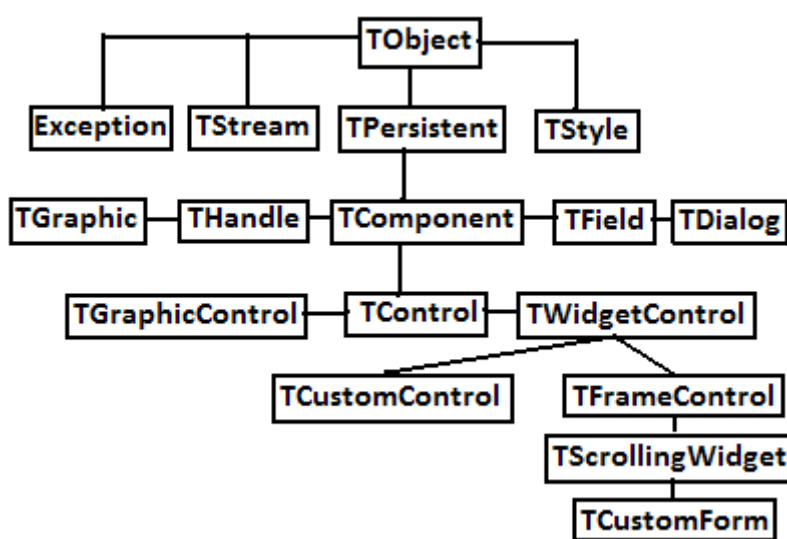 TObject
Exception TStream TPersistent TStyle
TGraphic THandle TComponent TField TDialog
TGraphicControl TControl TWidgetControl
TCustomControl TFrameControl
TScrollingWidget
TCustomForm